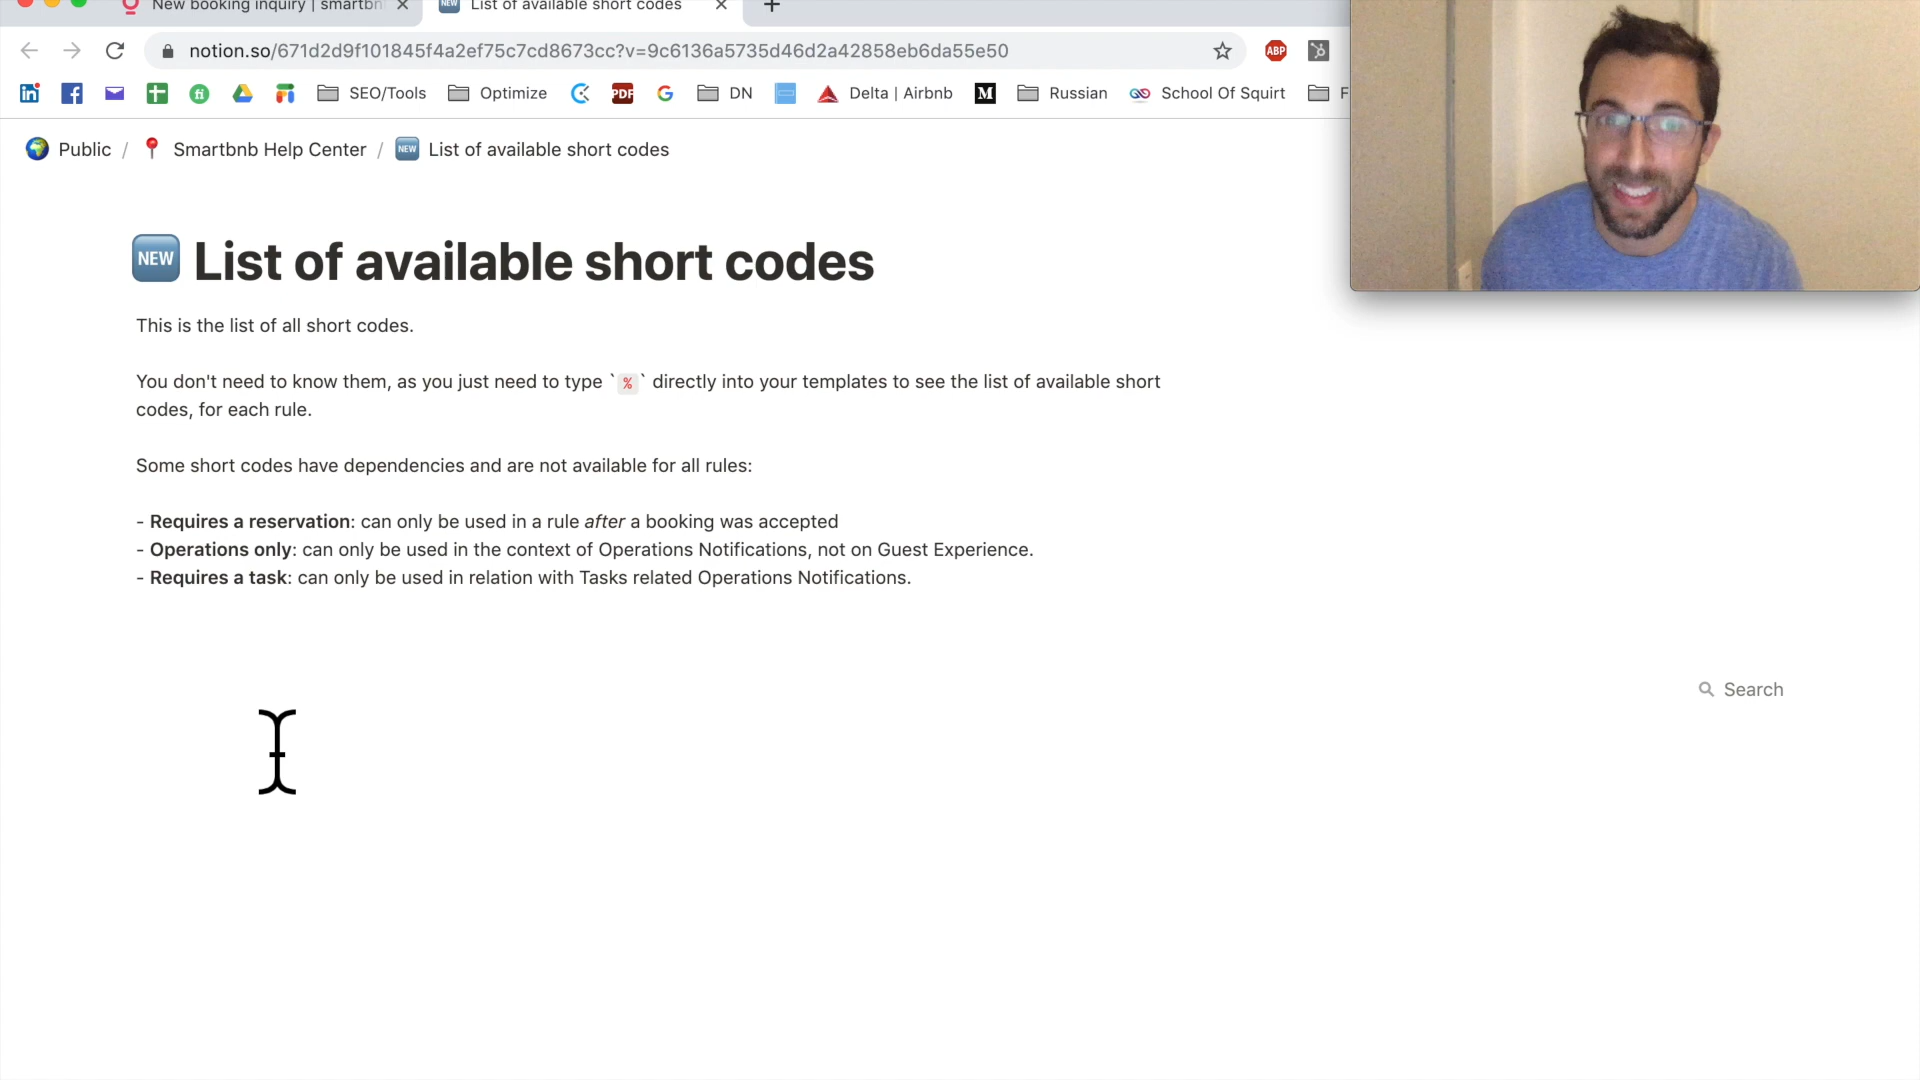 New booking inquiry | smartbn
NEW List of available short codes
notion.so/671d2d9f101845f4a2ef75c7cd8673cc?v=9c6136a5735d46d2a42858eb6da55e50
ABP
in f fi PDF G M
SEO/Tools Optimize DN Delta | Airbnb Russian School Of Squirt F
Public / Smartbnb Help Center / NEW List of available short codes
NEW List of available short codes
This is the list of all short codes.
You don't need to know them, as you just need to type `%` directly into your templates to see the list of available short
codes, for each rule.
Some short codes have dependencies and are not available for all rules:
- Requires a reservation: can only be used in a rule after a booking was accepted
- Operations only: can only be used in the context of Operations Notifications, not on Guest Experience.
- Requires a task: can only be used in relation with Tasks related Operations Notifications.
Search